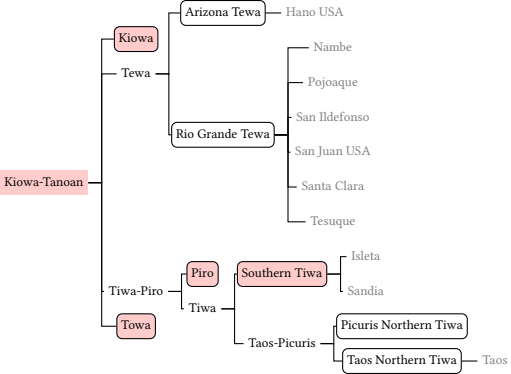 Arizona Tewa
Hano USA
Kiowa
Nambe
Tewa
Pojoaque
San Ildefonso
Rio Grande Tewa
San Juan USA
Kiowa-Tanoan
Santa Clara
Tesuque
Isleta
Piro
Southern Tiwa
Tiwa-Piro
Sandia
Tiwa
Towa
Picuris Northern Tiwa
Taos-Picuris
Taos Northern Tiwa
Taos